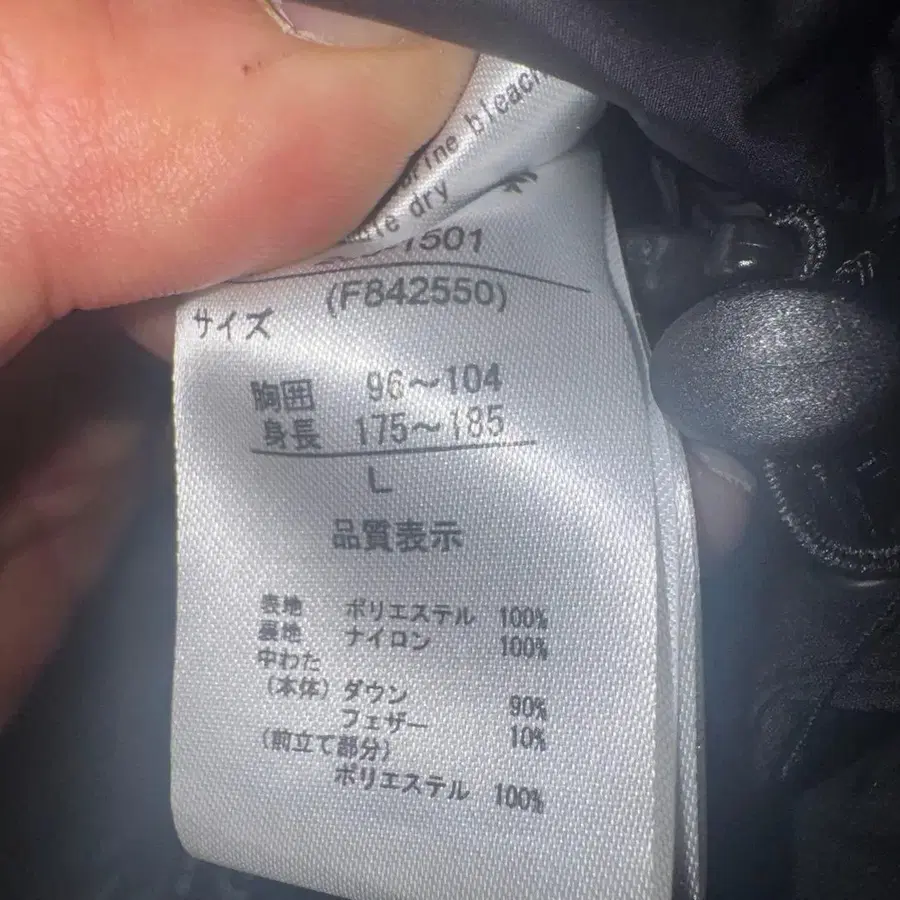 bleach
dry
1501
(F842550)
サイズ
胸囲 96～104
身長 175～185
L
品質表示
表地 ポリエステル 100%
裏地 ナイロン 100%
中わた
(本体) ダウン 90%
フェザー 10%
(前立て部分)
ポリエステル 100%